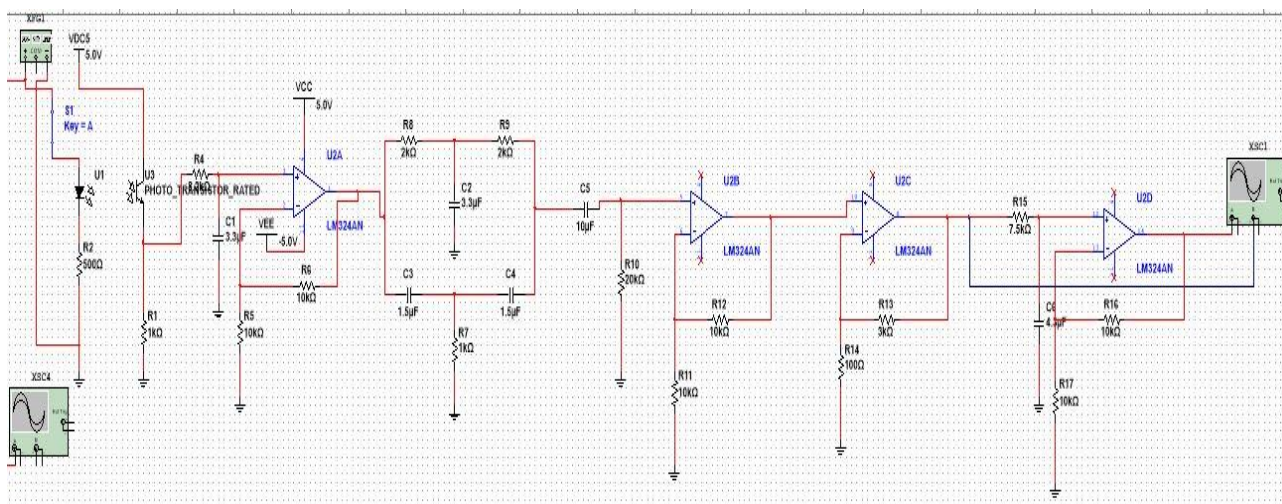 XFG1
VDC5
5.0V
S1
Key = A
U1
U3
PHOTO_TRANSISTOR_RATED
R2
500Ω
R1
1kΩ
XSC4
R4
C1
3.3µF
VCC
5.0V
U2A
LM324AN
VEE
-5.0V
R6
10kΩ
R5
10kΩ
R8
2kΩ
R9
2kΩ
C2
3.3µF
C3
1.5µF
C4
1.5µF
R7
1kΩ
C5
10µF
R10
20kΩ
U2B
LM324AN
R12
10kΩ
R11
10kΩ
U2C
LM324AN
R13
3kΩ
R14
100Ω
R15
7.5kΩ
U2D
LM324AN
R16
10kΩ
R17
10kΩ
XSC1